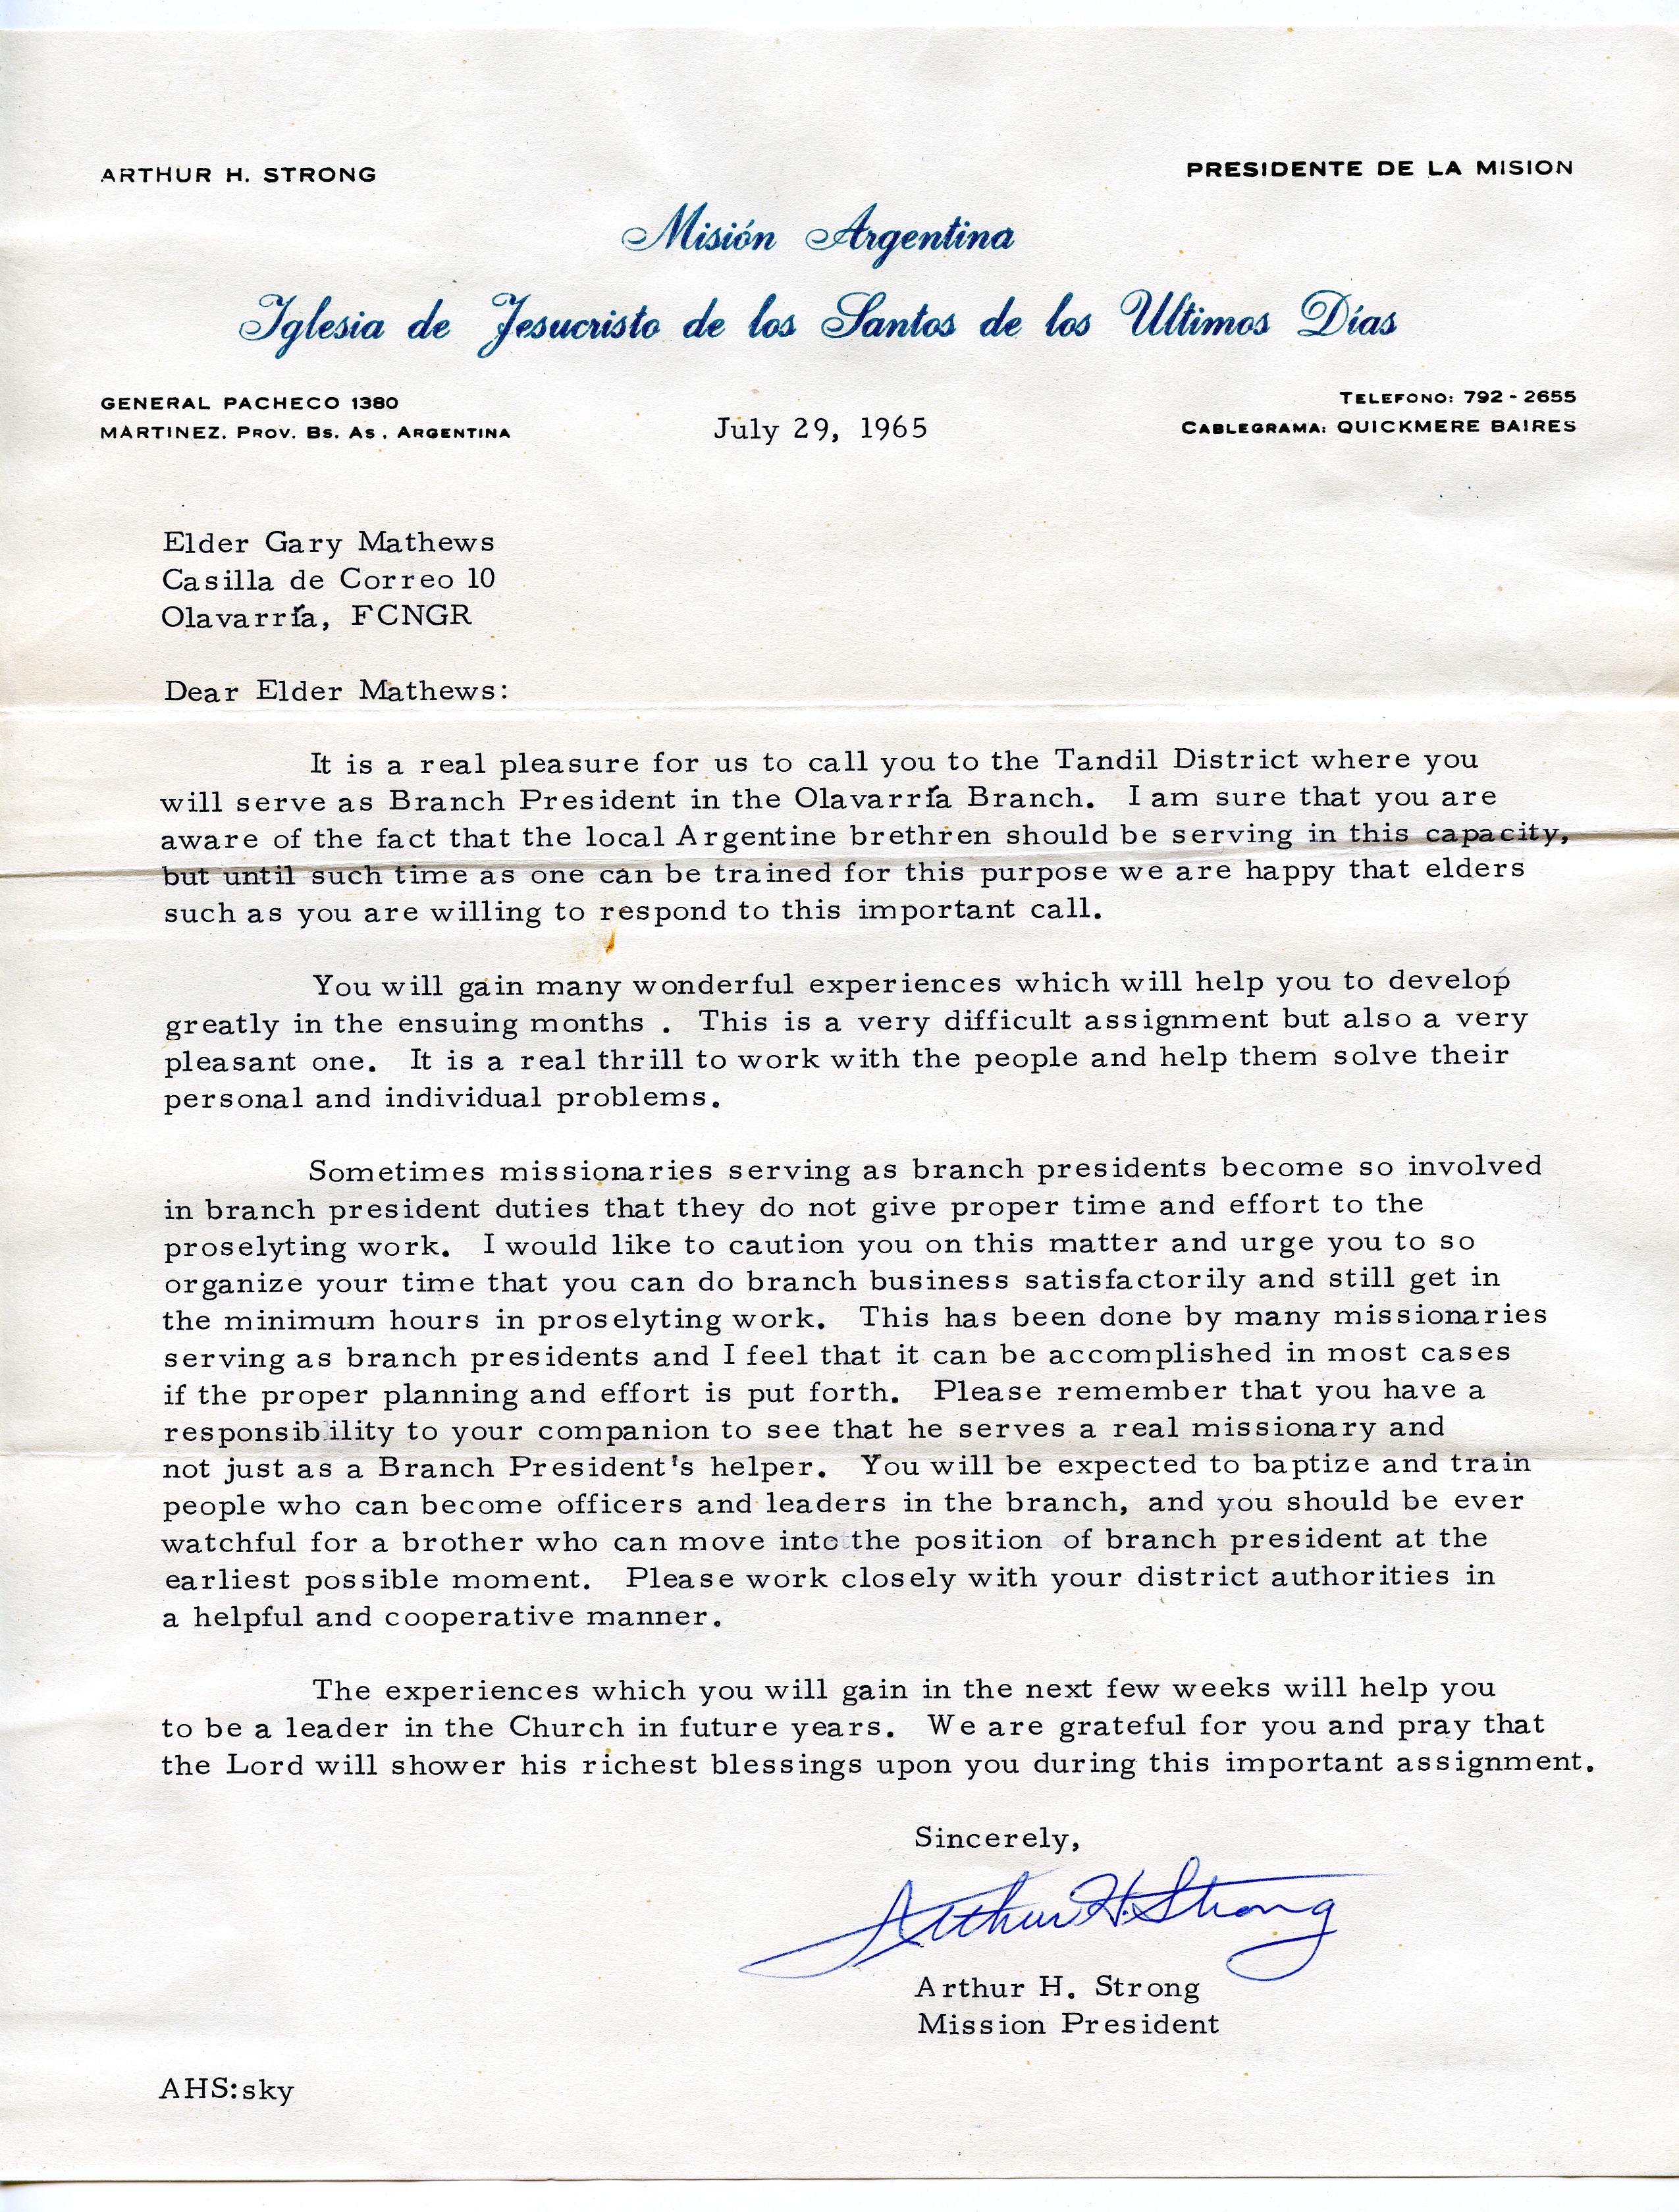 ARTHUR H. STRONG
PRESIDENTE DE LA MISION
Misión Argentina
Iglesia de Jesucristo de los Santos de los Ultimos Días
GENERAL PACHECO 1380
MARTINEZ, PROV. BS. AS., ARGENTINA
July 29, 1965
TELEFONO: 792 - 2655
CABLEGRAMA: QUICKMERE BAIRES
Elder Gary Mathews
Casilla de Correo 10
Olavarría, FCNGR
Dear Elder Mathews:
It is a real pleasure for us to call you to the Tandil District where you
will serve as Branch President in the Olavarría Branch. I am sure that you are
aware of the fact that the local Argentine brethren should be serving in this capacity,
but until such time as one can be trained for this purpose we are happy that elders
such as you are willing to respond to this important call.
You will gain many wonderful experiences which will help you to develop
greatly in the ensuing months . This is a very difficult assignment but also a very
pleasant one. It is a real thrill to work with the people and help them solve their
personal and individual problems.
Sometimes missionaries serving as branch presidents become so involved
in branch president duties that they do not give proper time and effort to the
proselyting work. I would like to caution you on this matter and urge you to so
organize your time that you can do branch business satisfactorily and still get in
the minimum hours in proselyting work. This has been done by many missionaries
serving as branch presidents and I feel that it can be accomplished in most cases
if the proper planning and effort is put forth. Please remember that you have a
responsibility to your companion to see that he serves a real missionary and
not just as a Branch President's helper. You will be expected to baptize and train
people who can become officers and leaders in the branch, and you should be ever
watchful for a brother who can move into the position of branch president at the
earliest possible moment. Please work closely with your district authorities in
a helpful and cooperative manner.
The experiences which you will gain in the next few weeks will help you
to be a leader in the Church in future years. We are grateful for you and pray that
the Lord will shower his richest blessings upon you during this important assignment.
Sincerely,
Arthur H. Strong
Arthur H. Strong
Mission President
AHS:sky